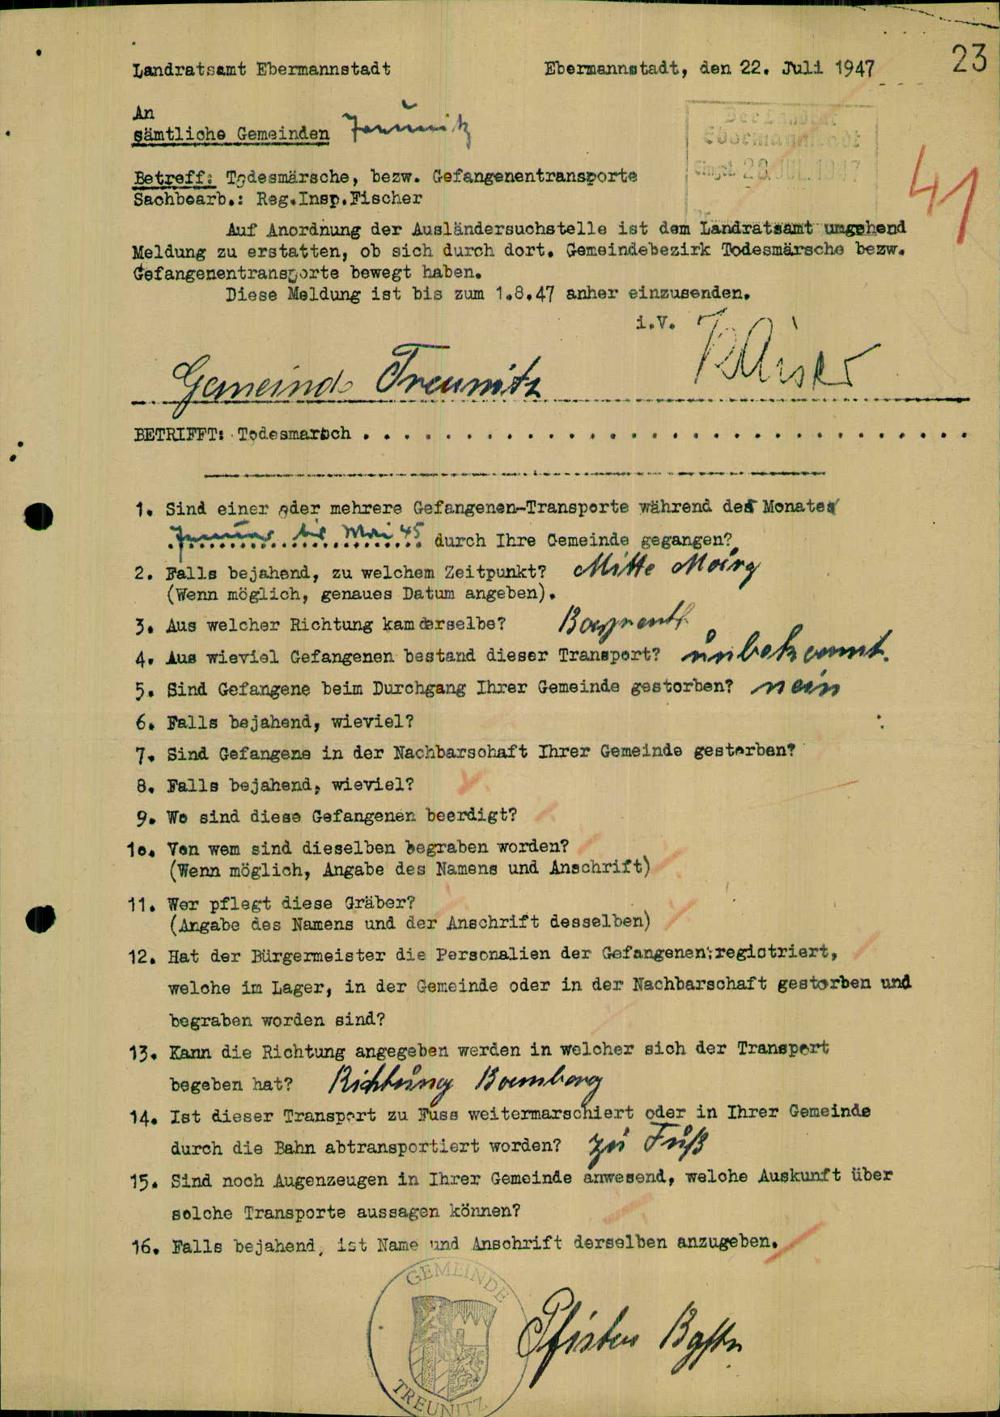 23
Landratsamt Ebermannstadt Ebermannstadt, den 22. Juli 1947
An
sämtliche Gemeinden
Der Landrat
Ebermannstadt
Eingel. 28. JUL. 1947
41
Betreff: Todesmärsche, bezw. Gefangenentransporte
Sachbearb.: Reg.Insp.Fischer
Auf Anordnung der Ausländersuchstelle ist dem Landratsamt umgehend
Meldung zu erstatten, ob sich durch dort. Gemeindebezirk Todesmärsche bezw.
Gefangenentransporte bewegt haben.
Diese Meldung ist bis zum 1.8.47 anher einzusenden.
i.V. Kaiser
Gemeinde Treunitz
BETRIFFT: Todesmarsch . . . . . . . . . . . . . . . . . . . . . . . . . . . . . .
1. Sind einer oder mehrere Gefangenen-Transporte während des Monates
Januar bis Mai 45 durch Ihre Gemeinde gegangen?
2. Falls bejahend, zu welchem Zeitpunkt? Mitte März
(Wenn möglich, genaues Datum angeben).
3. Aus welcher Richtung kam derselbe? Bayreuth
4. Aus wieviel Gefangenen bestand dieser Transport? unbekannt.
5. Sind Gefangene beim Durchgang Ihrer Gemeinde gestorben? nein
6. Falls bejahend, wieviel?
7. Sind Gefangene in der Nachbarschaft Ihrer Gemeinde gestorben?
8. Falls bejahend, wieviel?
9. Wo sind diese Gefangenen beerdigt?
10. Von wem sind dieselben begraben worden?
(Wenn möglich, Angabe des Namens und Anschrift)
11. Wer pflegt diese Gräber?
(Angabe des Namens und der Anschrift desselben)
12. Hat der Bürgermeister die Personalien der Gefangenen registriert,
welche im Lager, in der Gemeinde oder in der Nachbarschaft gestorben und
begraben worden sind?
13. Kann die Richtung angegeben werden in welcher sich der Transport
begeben hat? Richtung Bamberg
14. Ist dieser Transport zu Fuss weitermarschiert oder in Ihrer Gemeinde
durch die Bahn abtransportiert worden? zu Fuß
15. Sind noch Augenzeugen in Ihrer Gemeinde anwesend, welche Auskunft über
solche Transporte aussagen können?
16. Falls bejahend, ist Name und Anschrift derselben anzugeben.
GEMEINDE
TREUNITZ